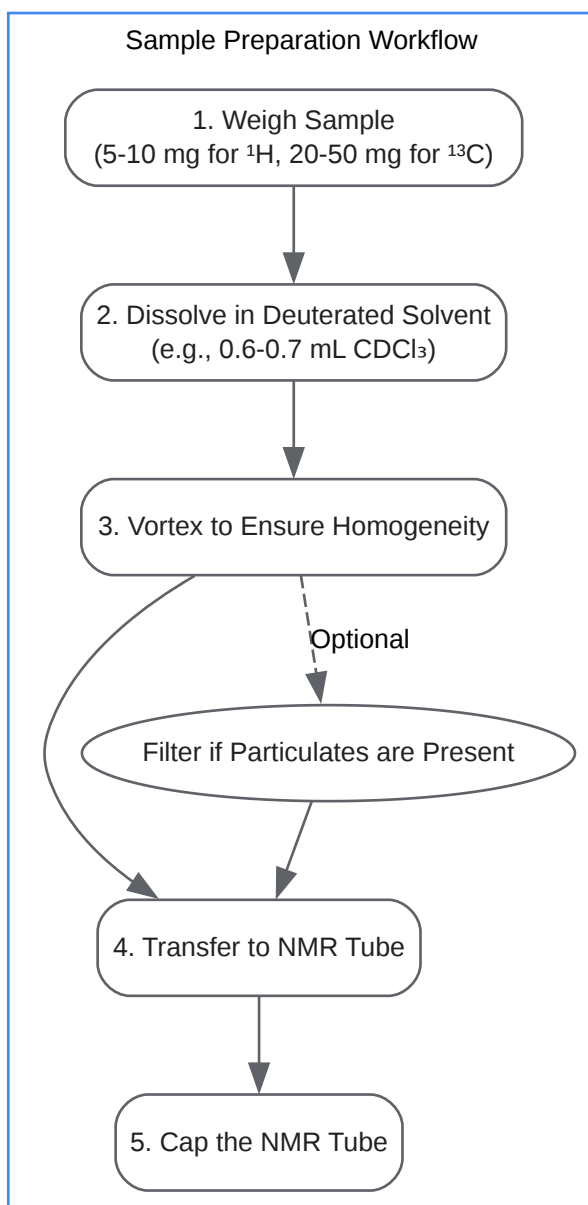 Sample Preparation Workflow
1. Weigh Sample
(5-10 mg for ¹H, 20-50 mg for ¹³C)
2. Dissolve in Deuterated Solvent
(e.g., 0.6-0.7 mL CDCl₃)
3. Vortex to Ensure Homogeneity
Optional
Filter if Particulates are Present
4. Transfer to NMR Tube
5. Cap the NMR Tube